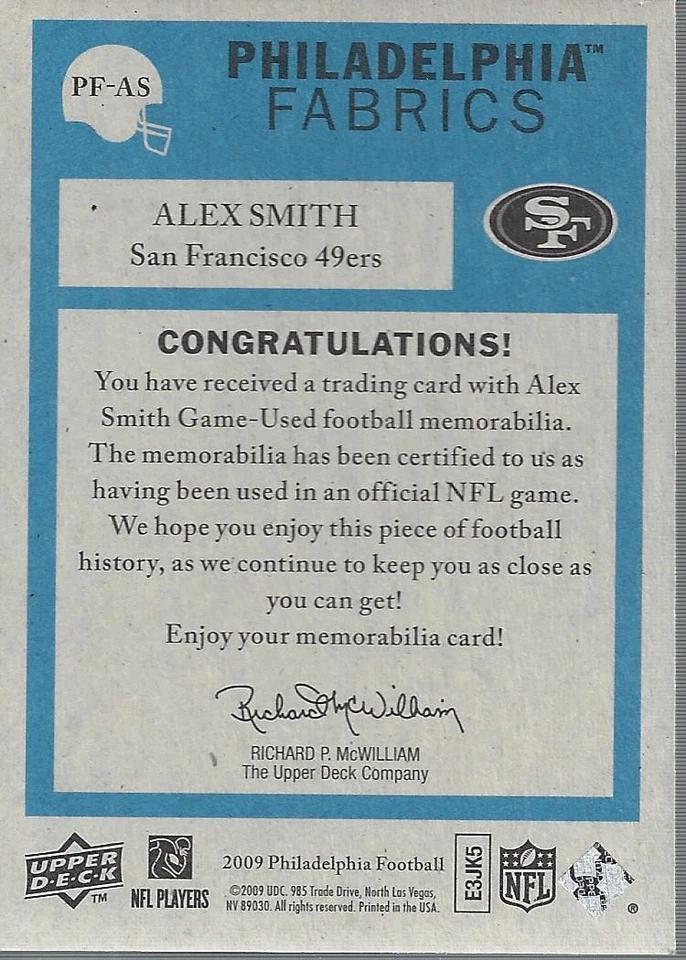 PF-AS
PHILADELPHIA™
FABRICS
ALEX SMITH
San Francisco 49ers
SF
CONGRATULATIONS!
You have received a trading card with Alex
Smith Game-Used football memorabilia.
The memorabilia has been certified to us as
having been used in an official NFL game.
We hope you enjoy this piece of football
history, as we continue to keep you as close as
you can get!
Enjoy your memorabilia card!
Richard McWilliam
RICHARD P. McWILLIAM
The Upper Deck Company
UPPER
D·E·C·K
™
NFL PLAYERS
2009 Philadelphia Football
©2009 UDC. 985 Trade Drive, North Las Vegas,
NV 89030. All rights reserved. Printed in the USA.
E3JK5
NFL
®